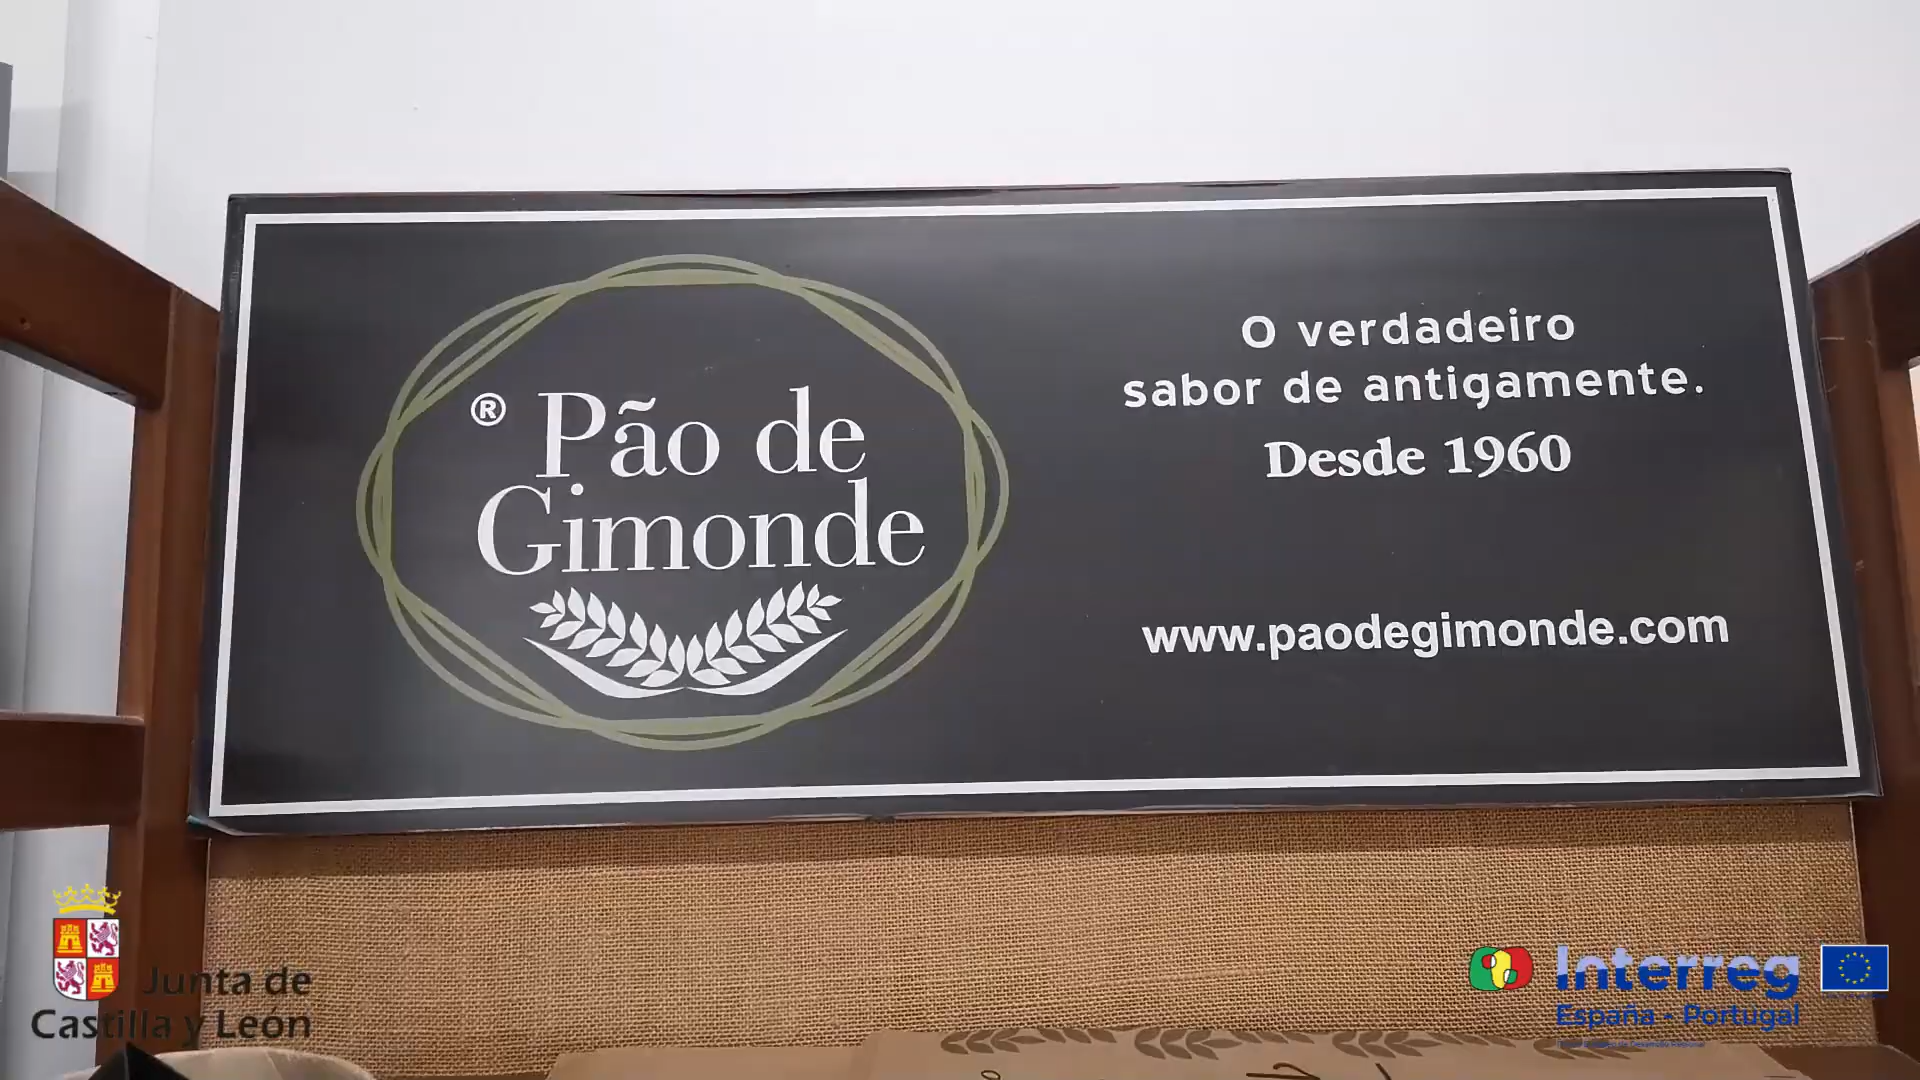 ® Pão de
Gimonde
O verdadeiro
sabor de antigamente.
Desde 1960
www.paodegimonde.com
Junta de
Castilla y León
Interreg
España - Portugal